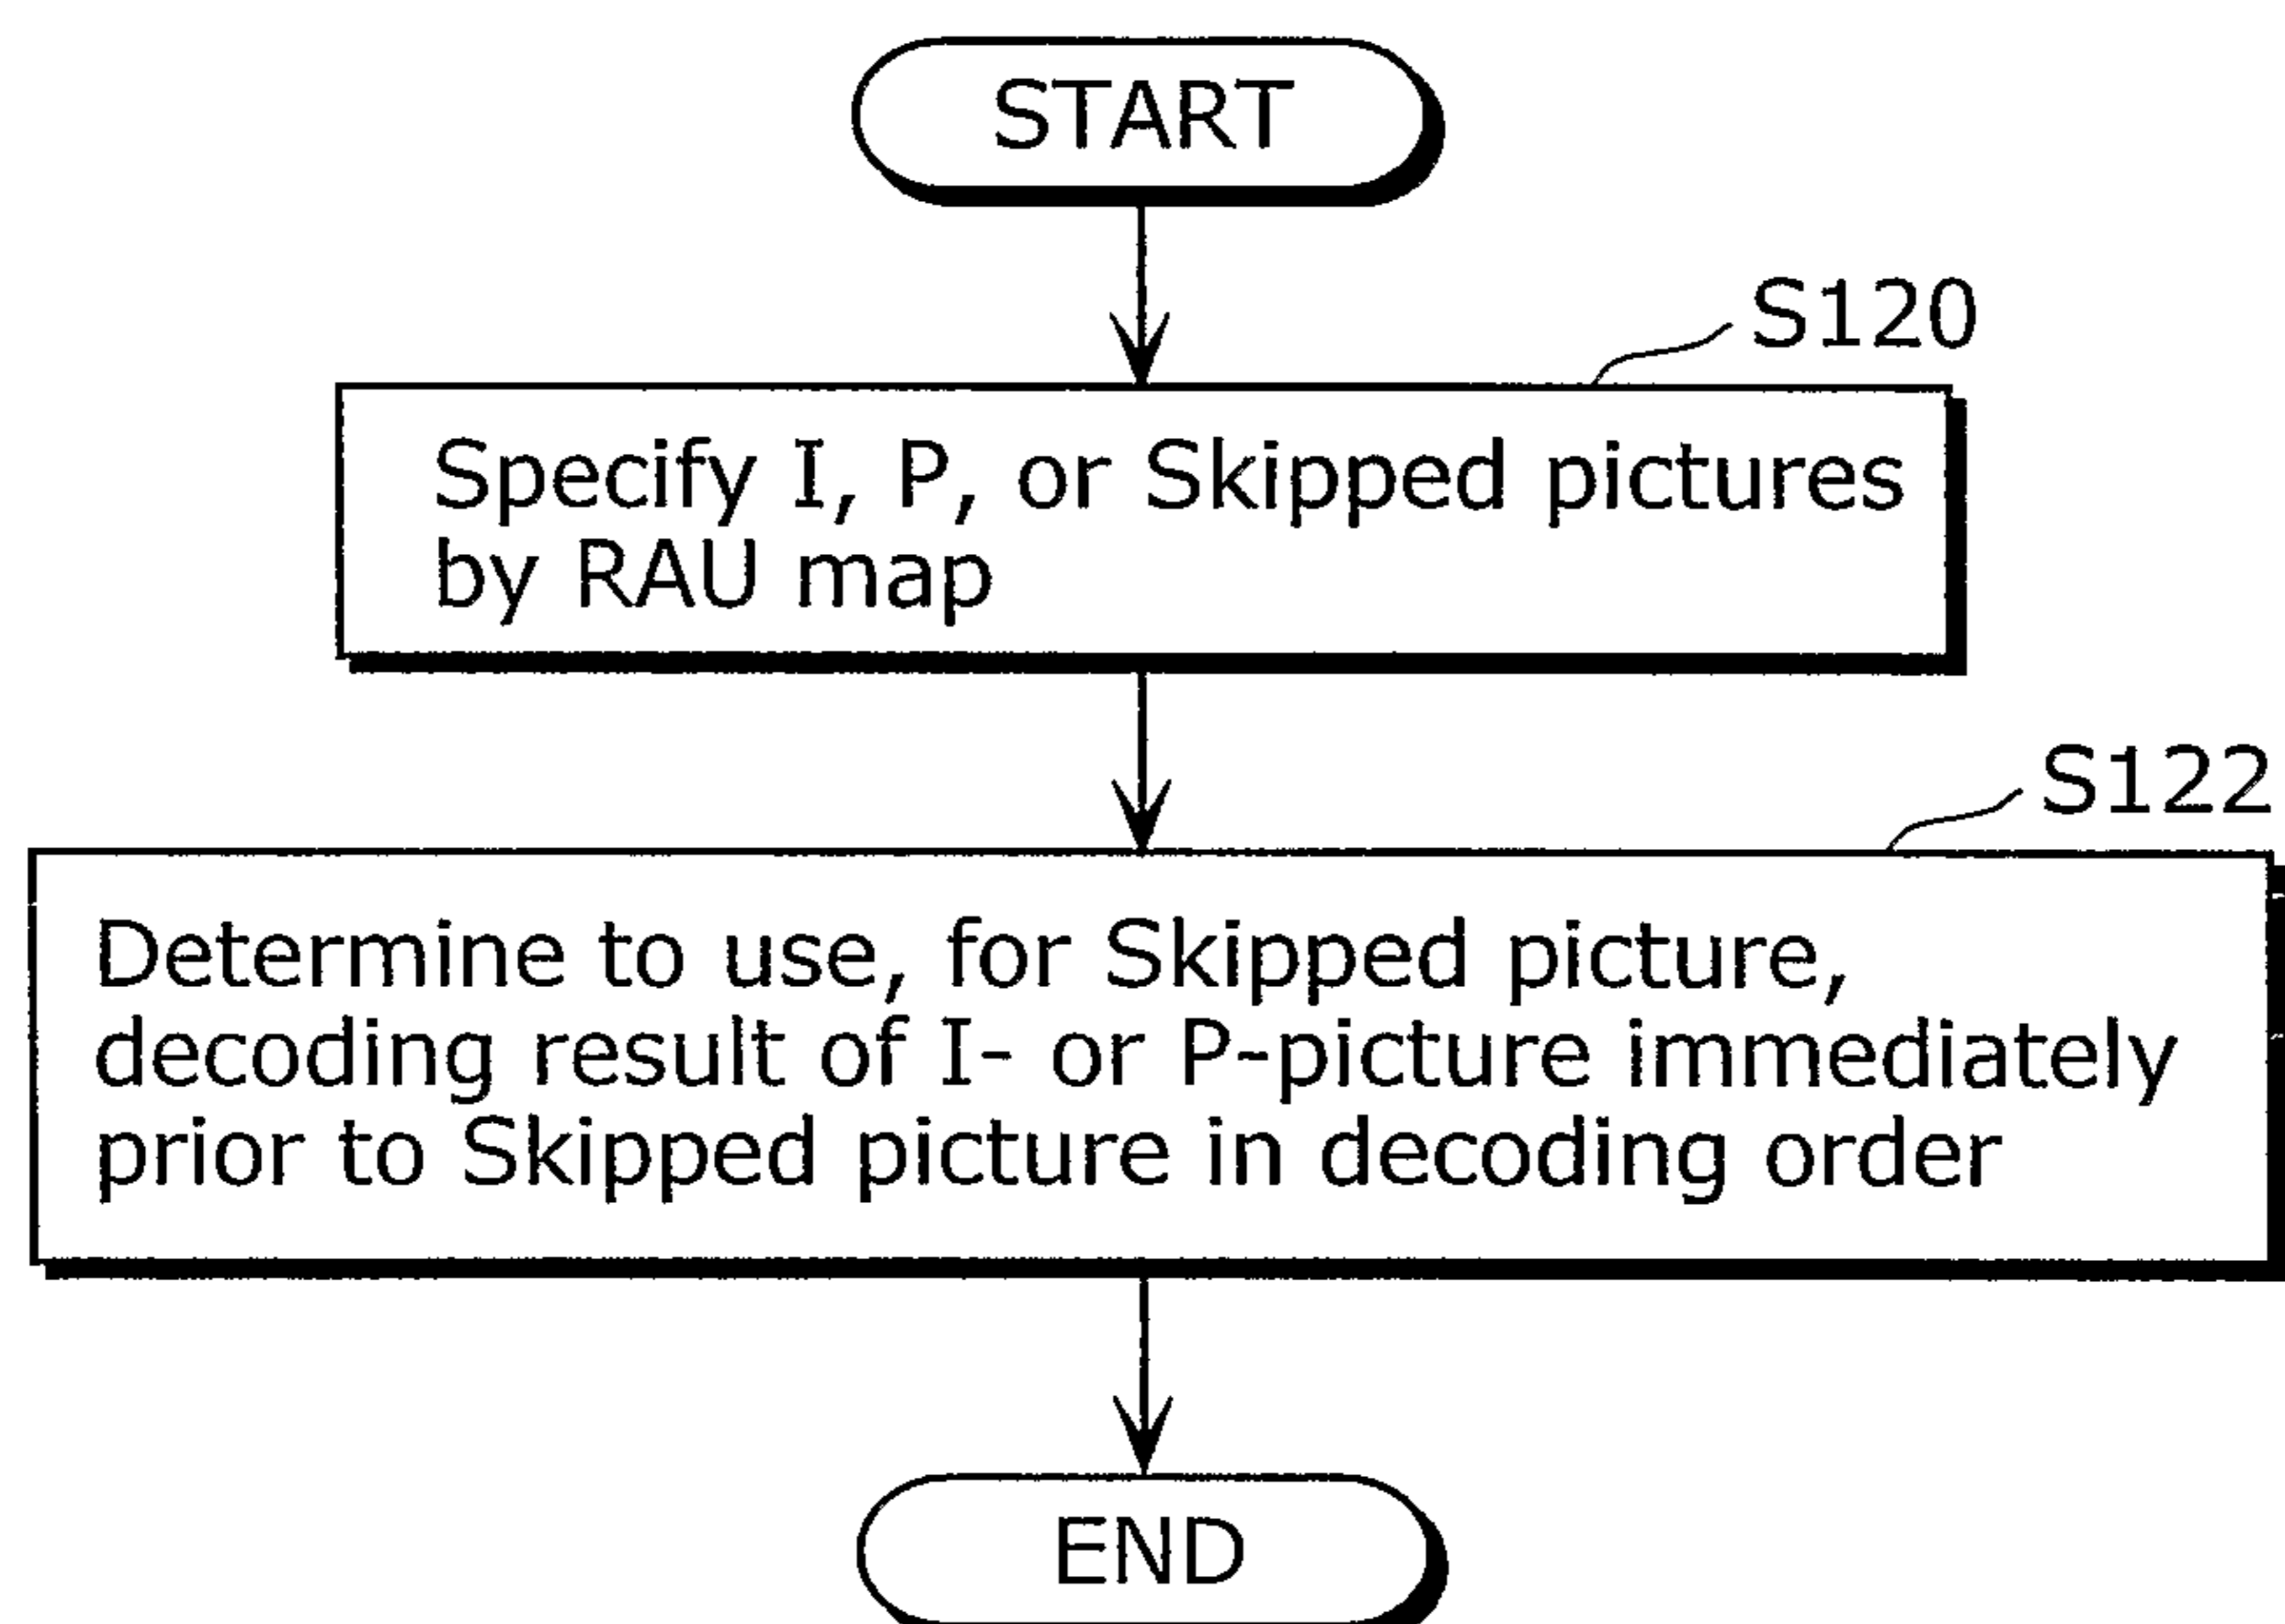 START
S120
Specify I, P, or Skipped pictures
by RAU map
S122
Determine to use, for Skipped picture,
decoding result of I- or P-picture immediately
prior to Skipped picture in decoding order
END